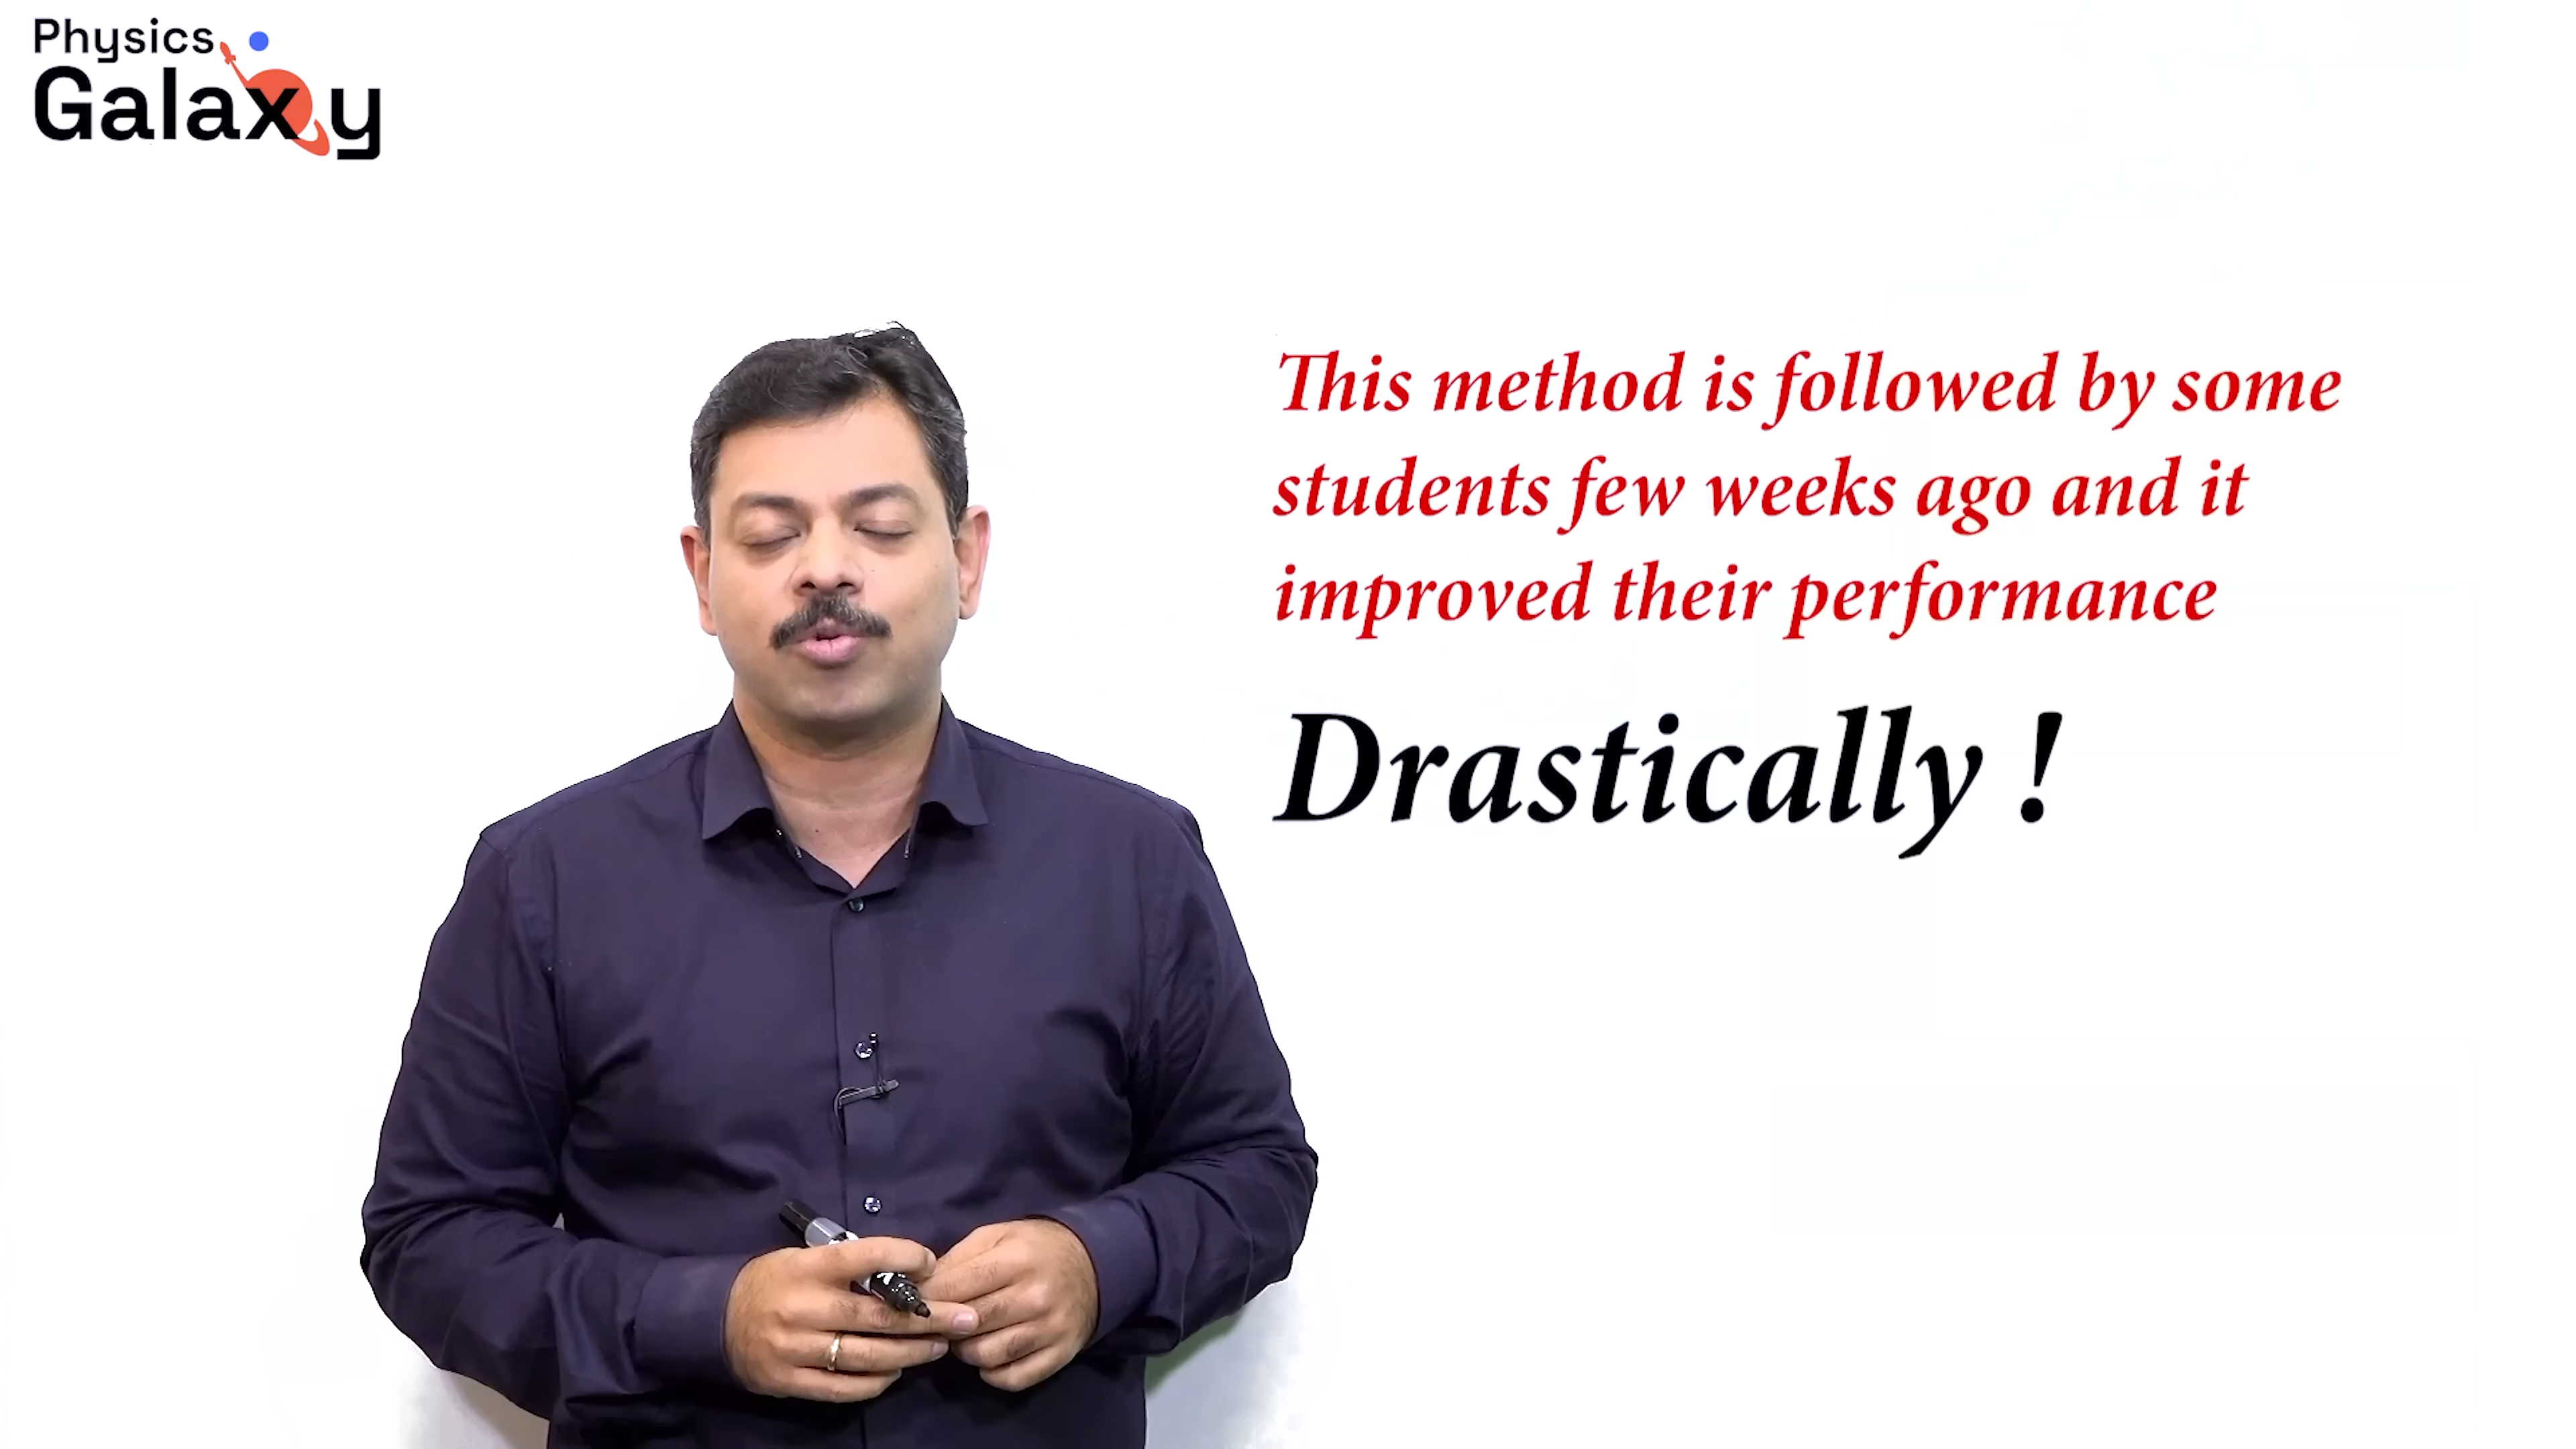 Physics
Galaxy
This method is followed by some
students few weeks ago and it
improved their performance
Drastically !